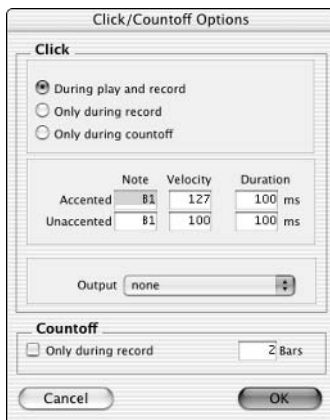 Click/Countoff Options
Click
During play and record
Only during record
Only during countoff
Note Velocity Duration
Accented B1 127 100 ms
Unaccented B1 100 100 ms
Output none
Countoff
Only during record 2 Bars
Cancel OK